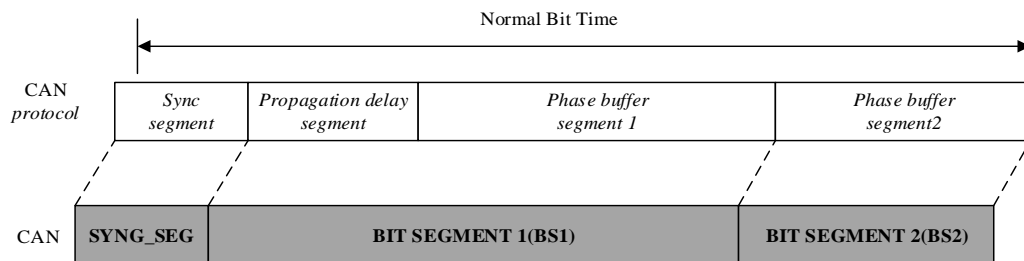 Normal Bit Time
CAN
protocol
Sync
segment
Propagation delay
segment
Phase buffer
segment 1
Phase buffer
segment2
CAN
SYNG_SEG
BIT SEGMENT 1(BS1)
BIT SEGMENT 2(BS2)